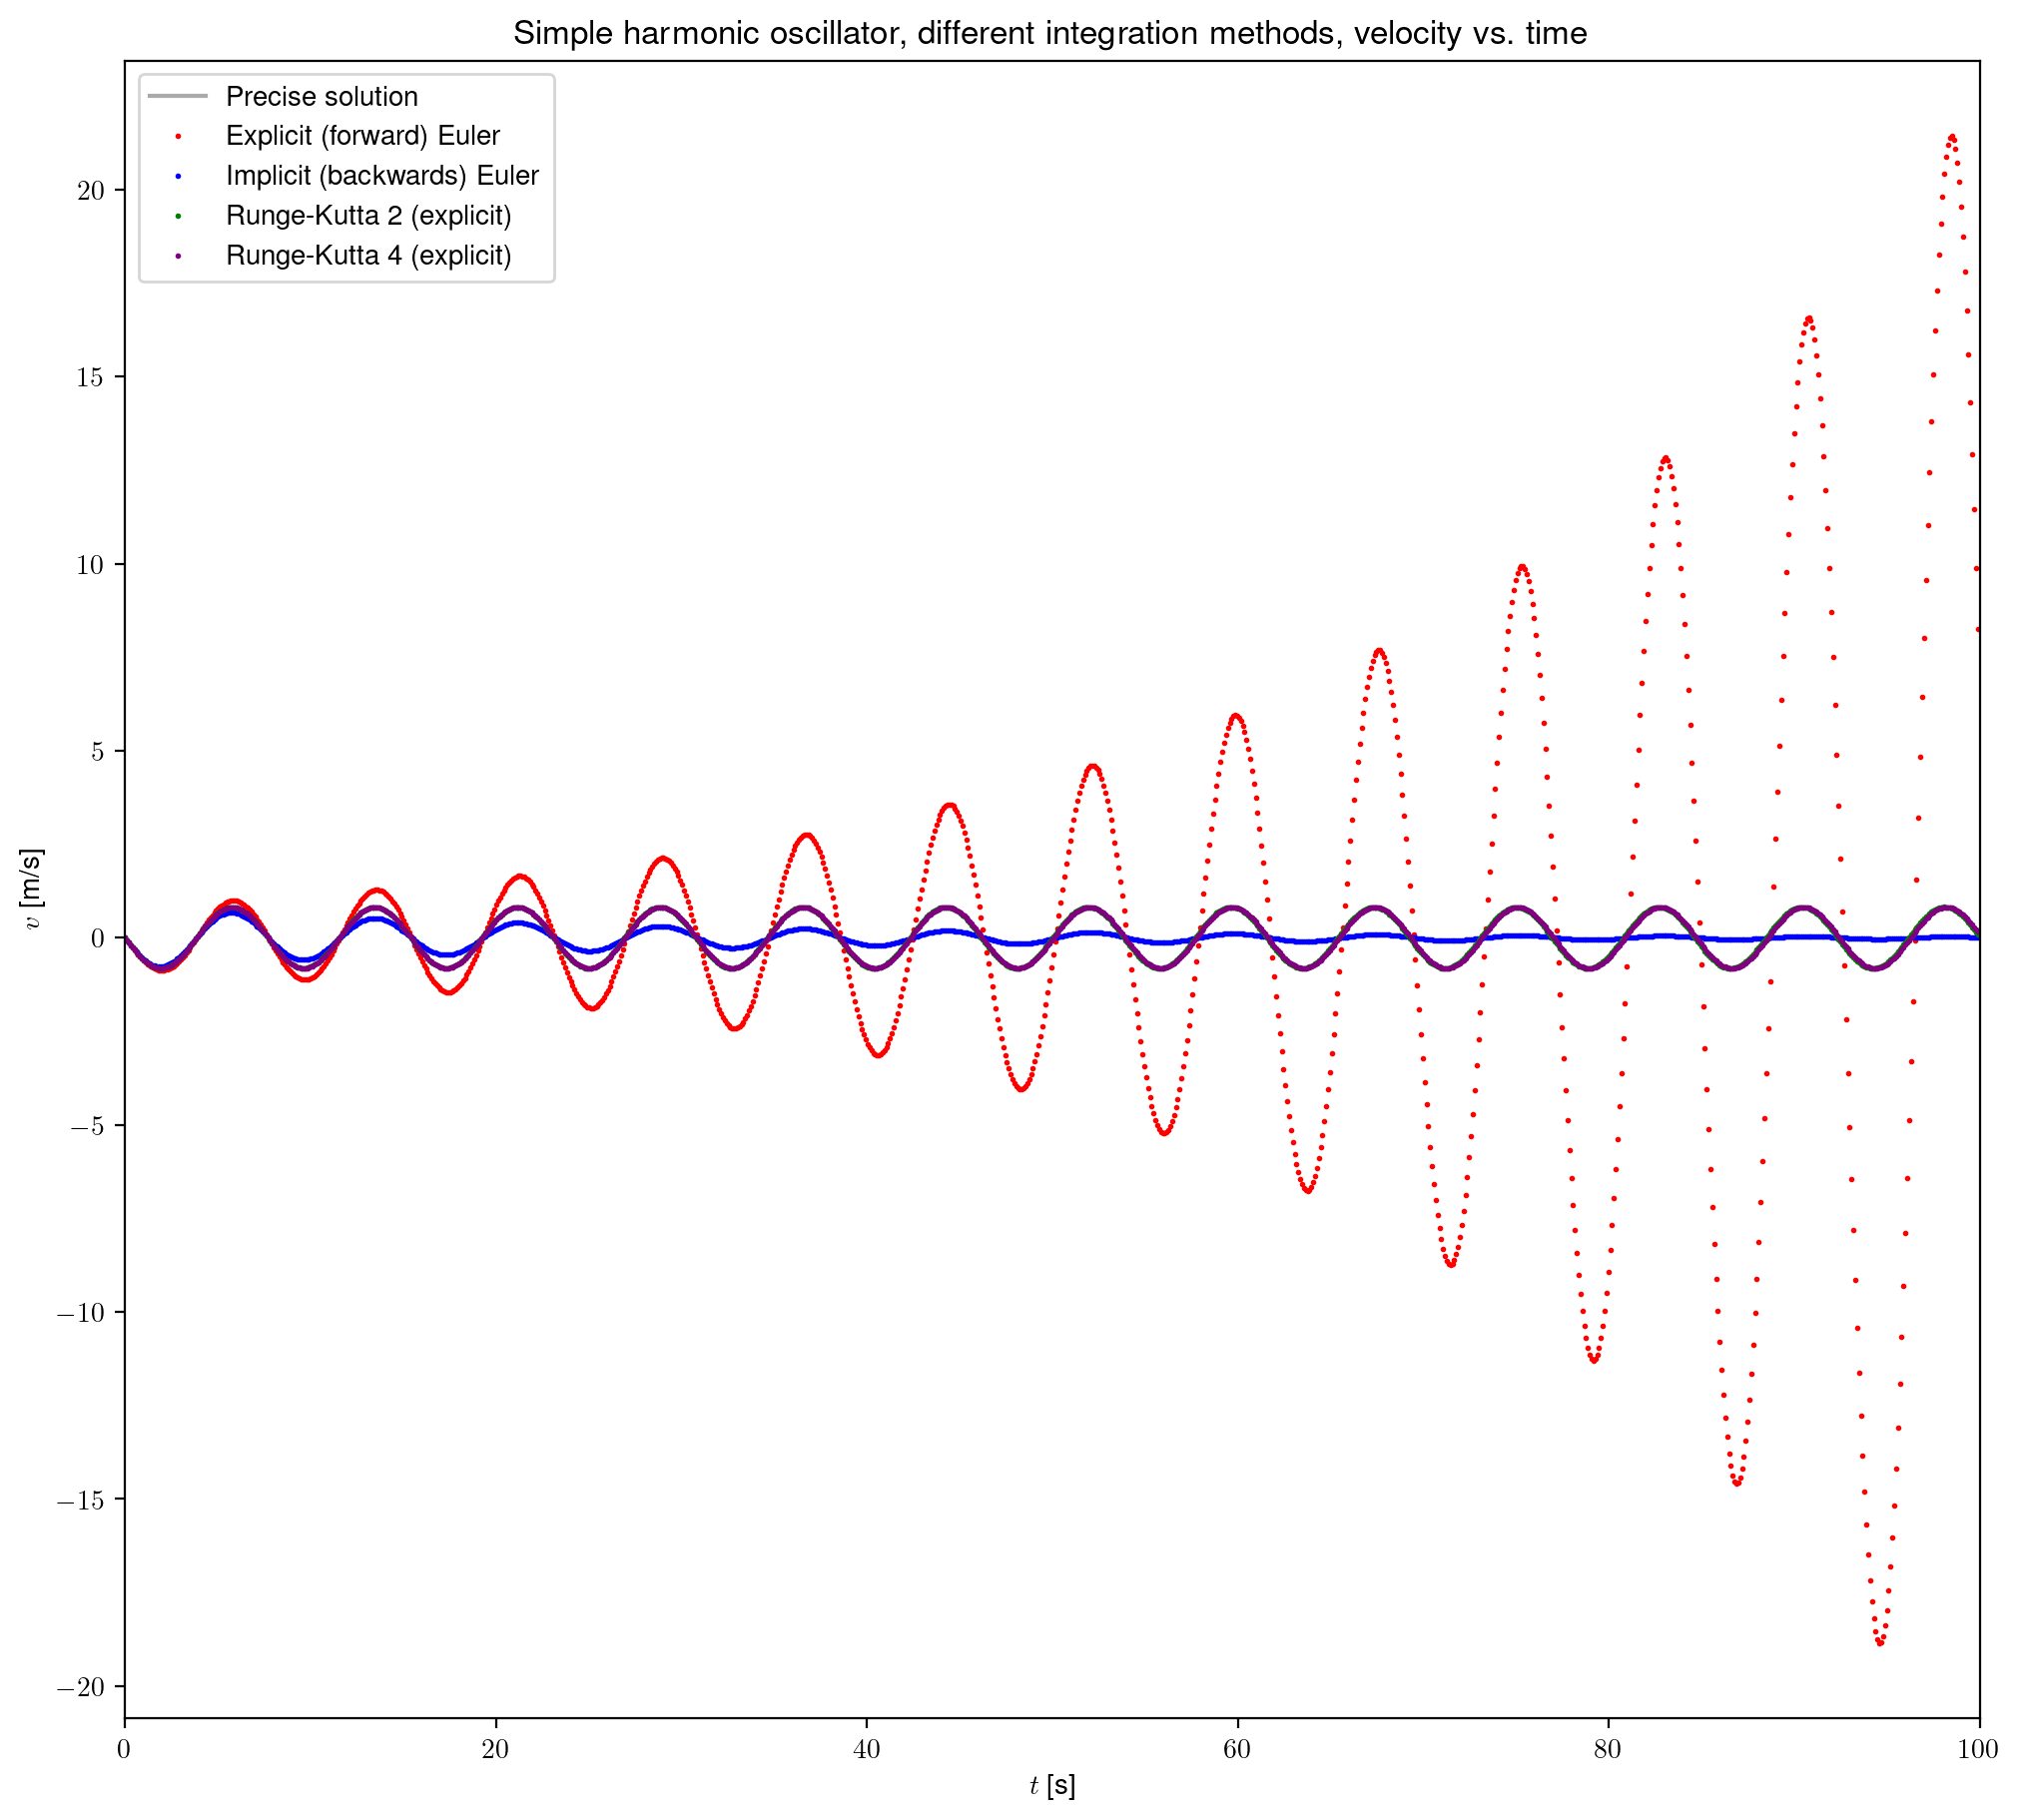 Simple harmonic oscillator, different integration methods, velocity vs. time
Precise solution
Explicit (forward) Euler
Implicit (backwards) Euler
Runge-Kutta 2 (explicit)
Runge-Kutta 4 (explicit)
20
15
10
5
0
−5
−10
−15
−20
v [m/s]
0 20 40 60 80 100
t [s]